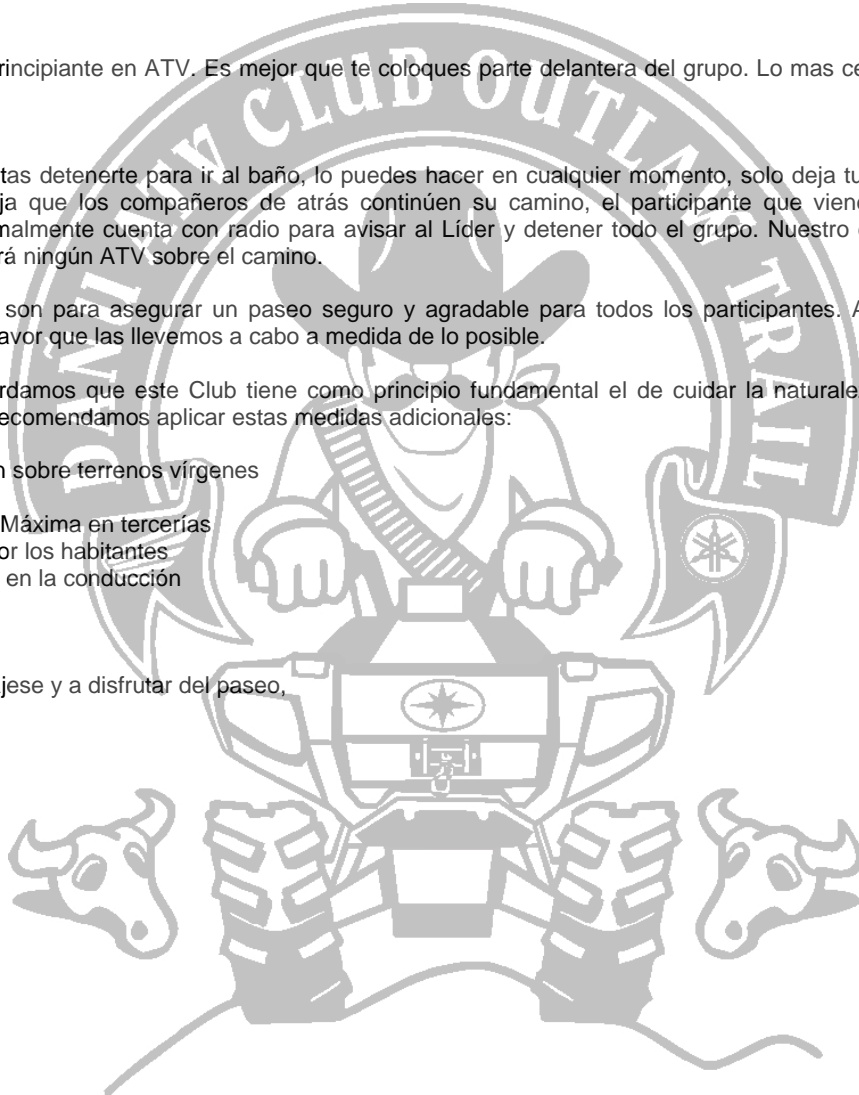 DAÑÚ ATV CLUB OUTLAW TRAIL
rincipiante en ATV. Es mejor que te coloques parte delantera del grupo. Lo mas ce
tas detenerte para ir al baño, lo puedes hacer en cualquier momento, solo deja tu
ja que los compañeros de atrás continúen su camino, el participante que vien
malmente cuenta con radio para avisar al Líder y detener todo el grupo. Nuestro
rá ningún ATV sobre el camino.
son para asegurar un paseo seguro y agradable para todos los participantes. A
avor que las llevemos a cabo a medida de lo posible.
rdamos que este Club tiene como principio fundamental el de cuidar la naturale
recomendamos aplicar estas medidas adicionales:
n sobre terrenos vírgenes
Máxima en tercerías
or los habitantes
en la conducción
jese y a disfrutar del paseo,